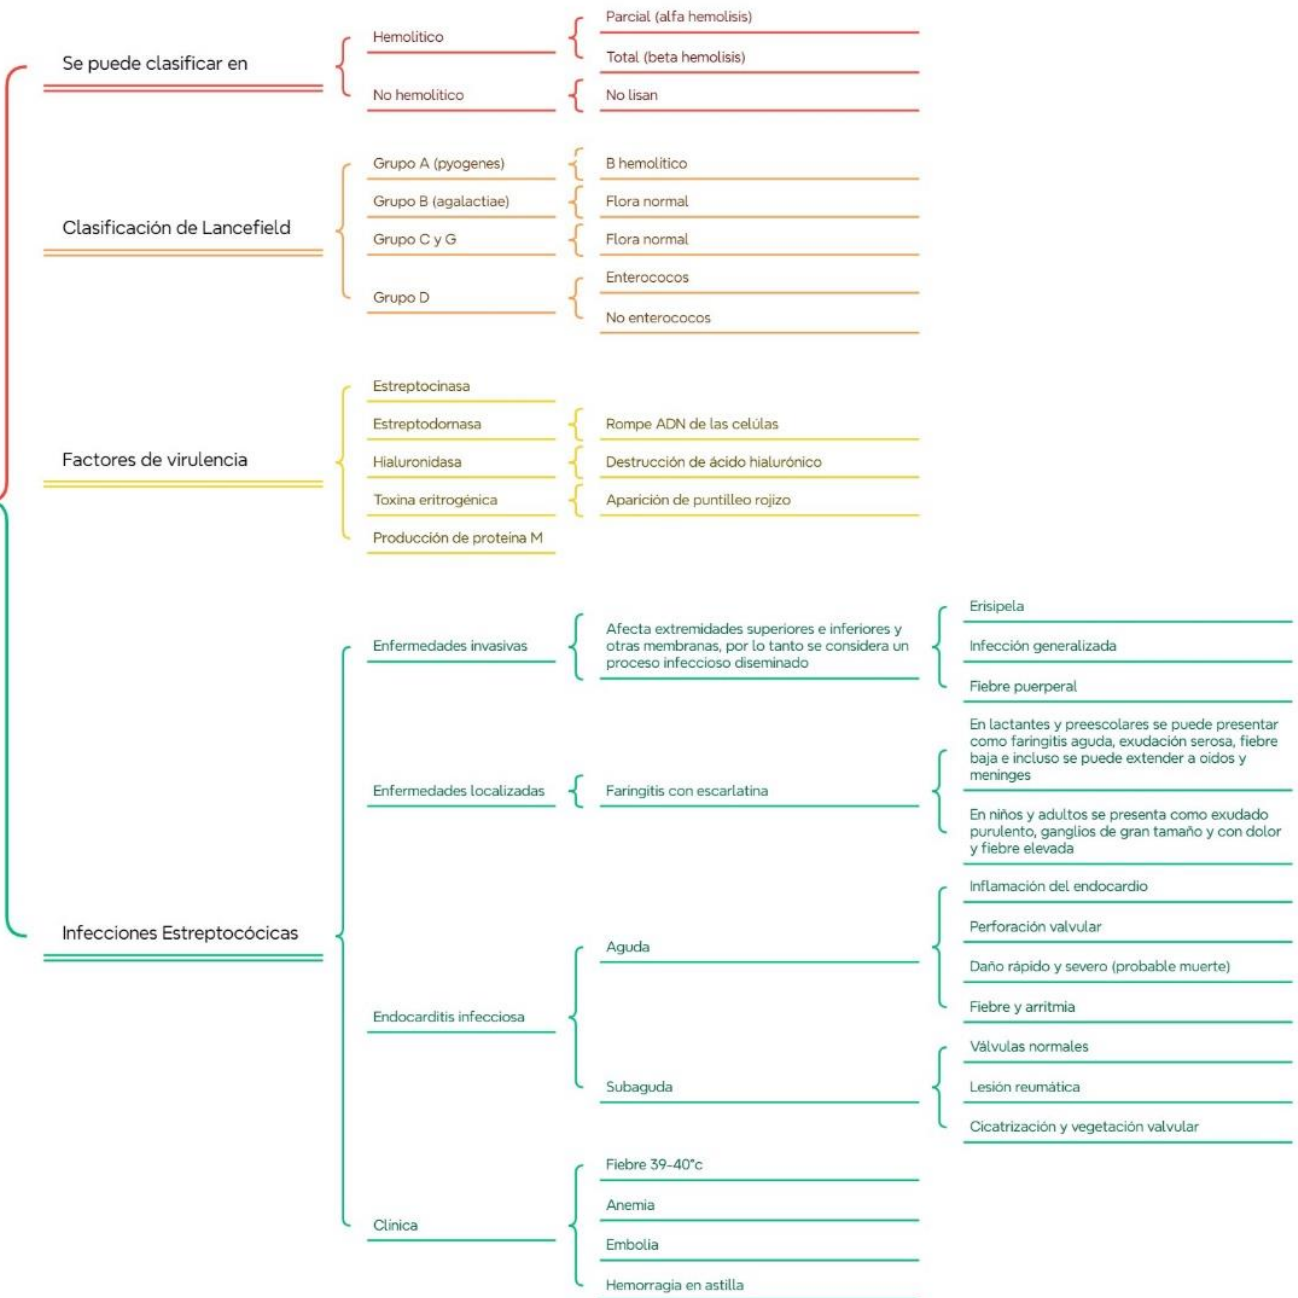 Se puede clasificar en
Hemolítico
Parcial (alfa hemolisis)
Total (beta hemolisis)
No hemolítico
No lisan
Clasificación de Lancefield
Grupo A (pyogenes)
B hemolítico
Grupo B (agalactiae)
Flora normal
Grupo C y G
Flora normal
Grupo D
Enterococos
No enterococos
Factores de virulencia
Estreptocinasa
Estreptodornasa
Rompe ADN de las celúlas
Hialuronidasa
Destrucción de ácido hialurónico
Toxina eritrogénica
Aparición de puntilleo rojizo
Producción de proteína M
Infecciones Estreptocócicas
Enfermedades invasivas
Afecta extremidades superiores e inferiores y
otras membranas, por lo tanto se considera un
proceso infeccioso diseminado
Erisipela
Infección generalizada
Fiebre puerperal
Enfermedades localizadas
Faringitis con escarlatina
En lactantes y preescolares se puede presentar
como faringitis aguda, exudación serosa, fiebre
baja e incluso se puede extender a oídos y
meninges
En niños y adultos se presenta como exudado
purulento, ganglios de gran tamaño y con dolor
y fiebre elevada
Endocarditis infecciosa
Aguda
Inflamación del endocardio
Perforación valvular
Daño rápido y severo (probable muerte)
Fiebre y arritmia
Subaguda
Válvulas normales
Lesión reumática
Cicatrización y vegetación valvular
Clínica
Fiebre 39-40°c
Anemia
Embolia
Hemorragia en astilla